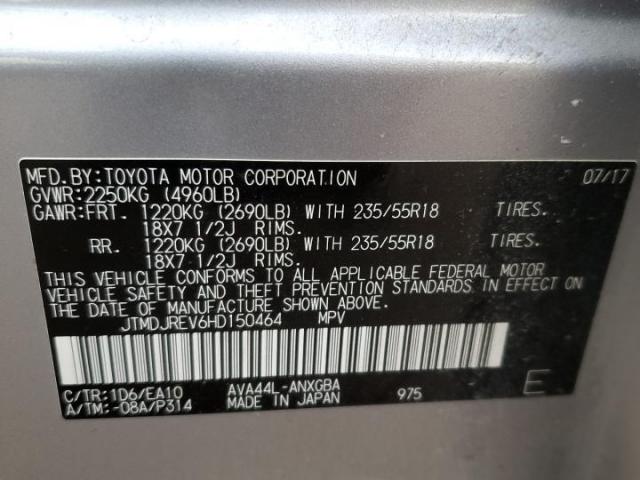 MFD.BY:TOYOTA MOTOR CORPORATION 07/17
GVWR:2250KG (4960LB)
GAWR:FRT. 1220KG (2690LB) WITH 235/55R18 TIRES.
18X7 1/2J RIMS.
RR. 1220KG (2690LB) WITH 235/55R18 TIRES.
18X7 1/2J RIMS.
THIS VEHICLE CONFORMS TO ALL APPLICABLE FEDERAL MOTOR
VEHICLE SAFETY AND THEFT PREVENTION STANDARDS IN EFFECT ON
THE DATE OF MANUFACTURE SHOWN ABOVE.
JTMDJREV6HD150464 MPV
C/TR:1D6/EA10 AVA44L-ANXGBA
A/TM:-08A/P314 MADE IN JAPAN 975 E